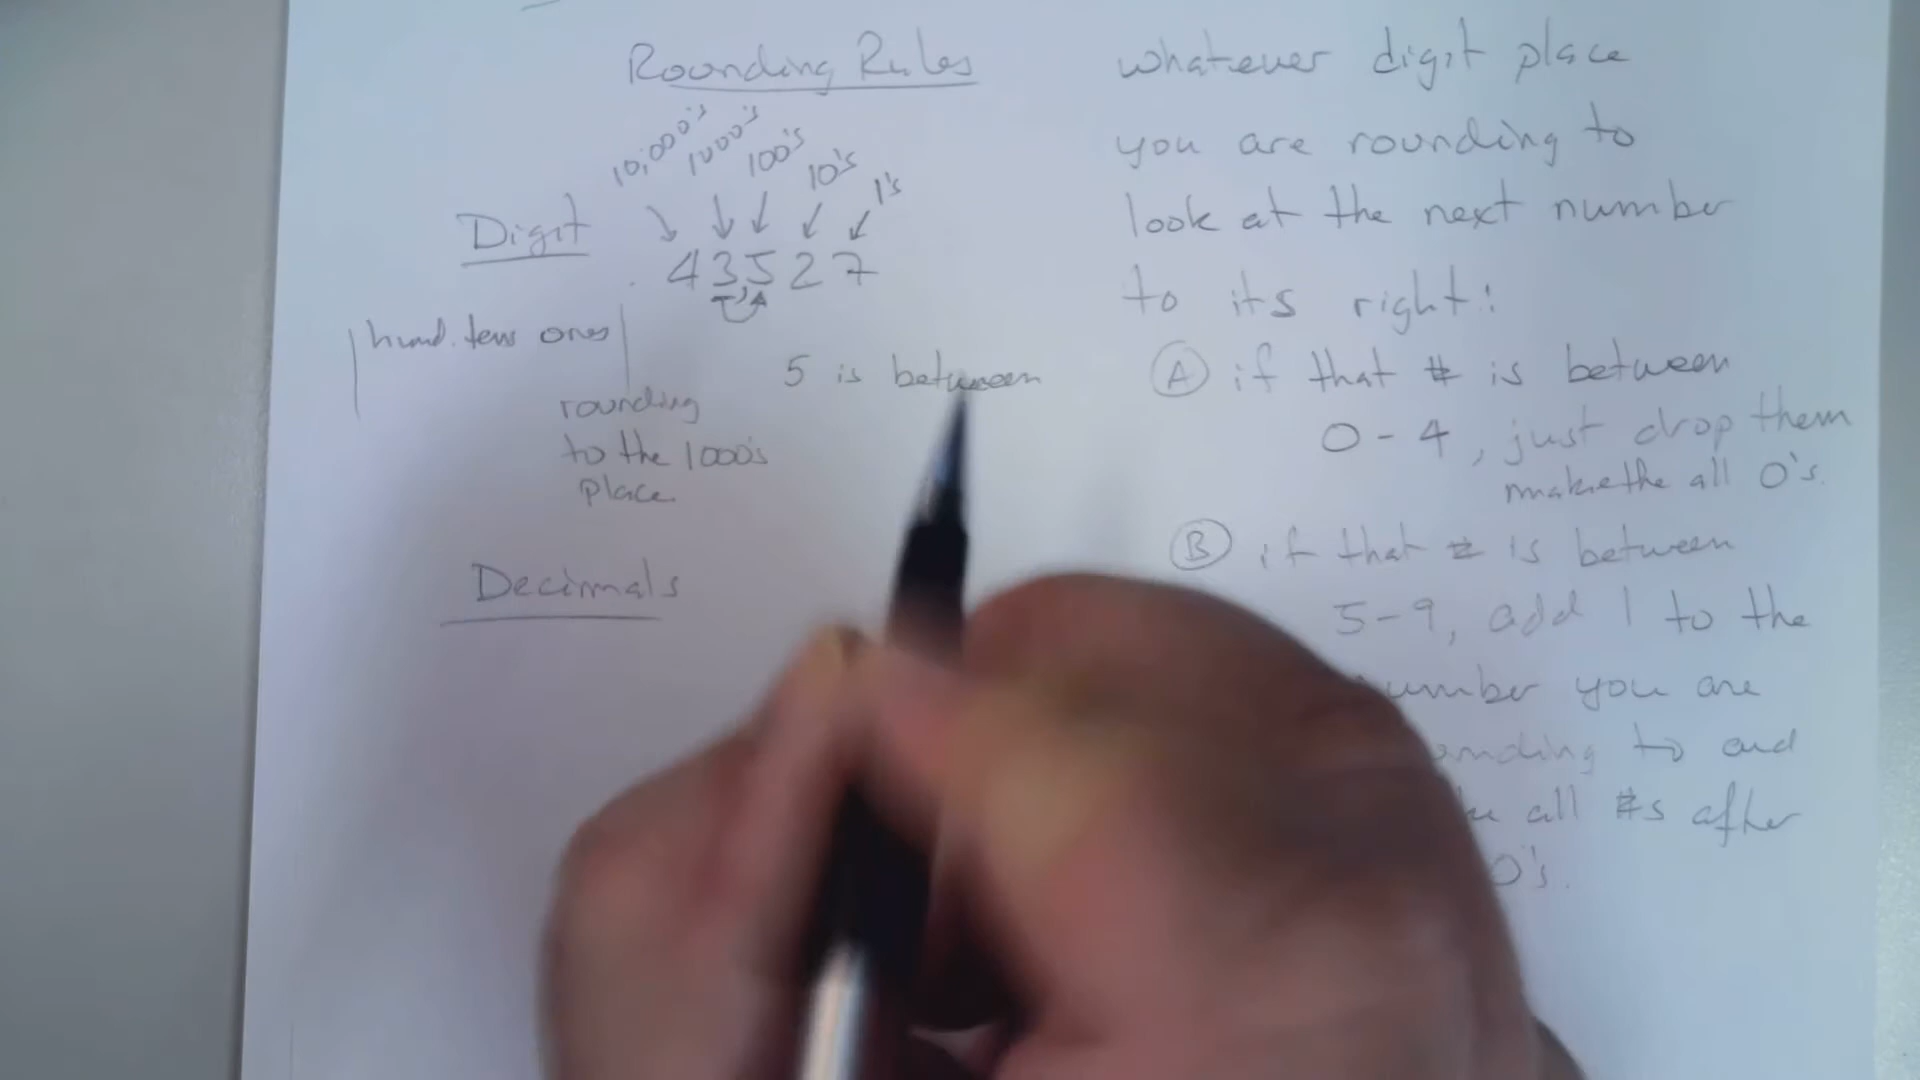 Rounding Rules
10,000's 1000's 100's 10's 1's
Digit
43527
hund. tens ones
5 is between
rounding
to the 1000's
place
Decimals
whatever digit place
you are rounding to
look at the next number
to its right:
A if that # is between
0-4, just drop them
make the all 0's.
B if that # is between
5-9, add 1 to the
you are
to and
all #s after
0's.